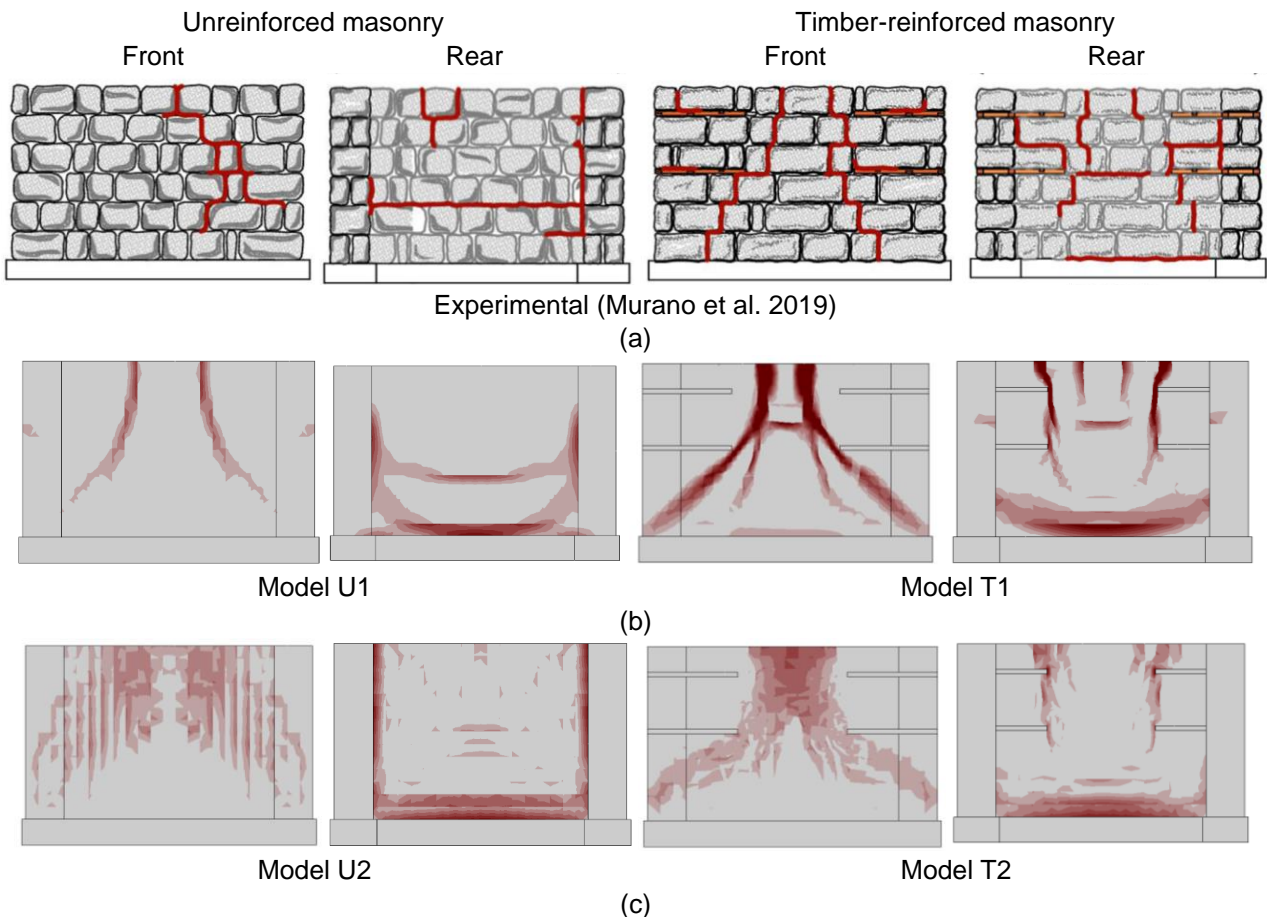 Unreinforced masonry Timber-reinforced masonry
Front Rear Front Rear
Experimental (Murano et al. 2019)
(a)
Model U1 Model T1
(b)
Model U2 Model T2
(c)